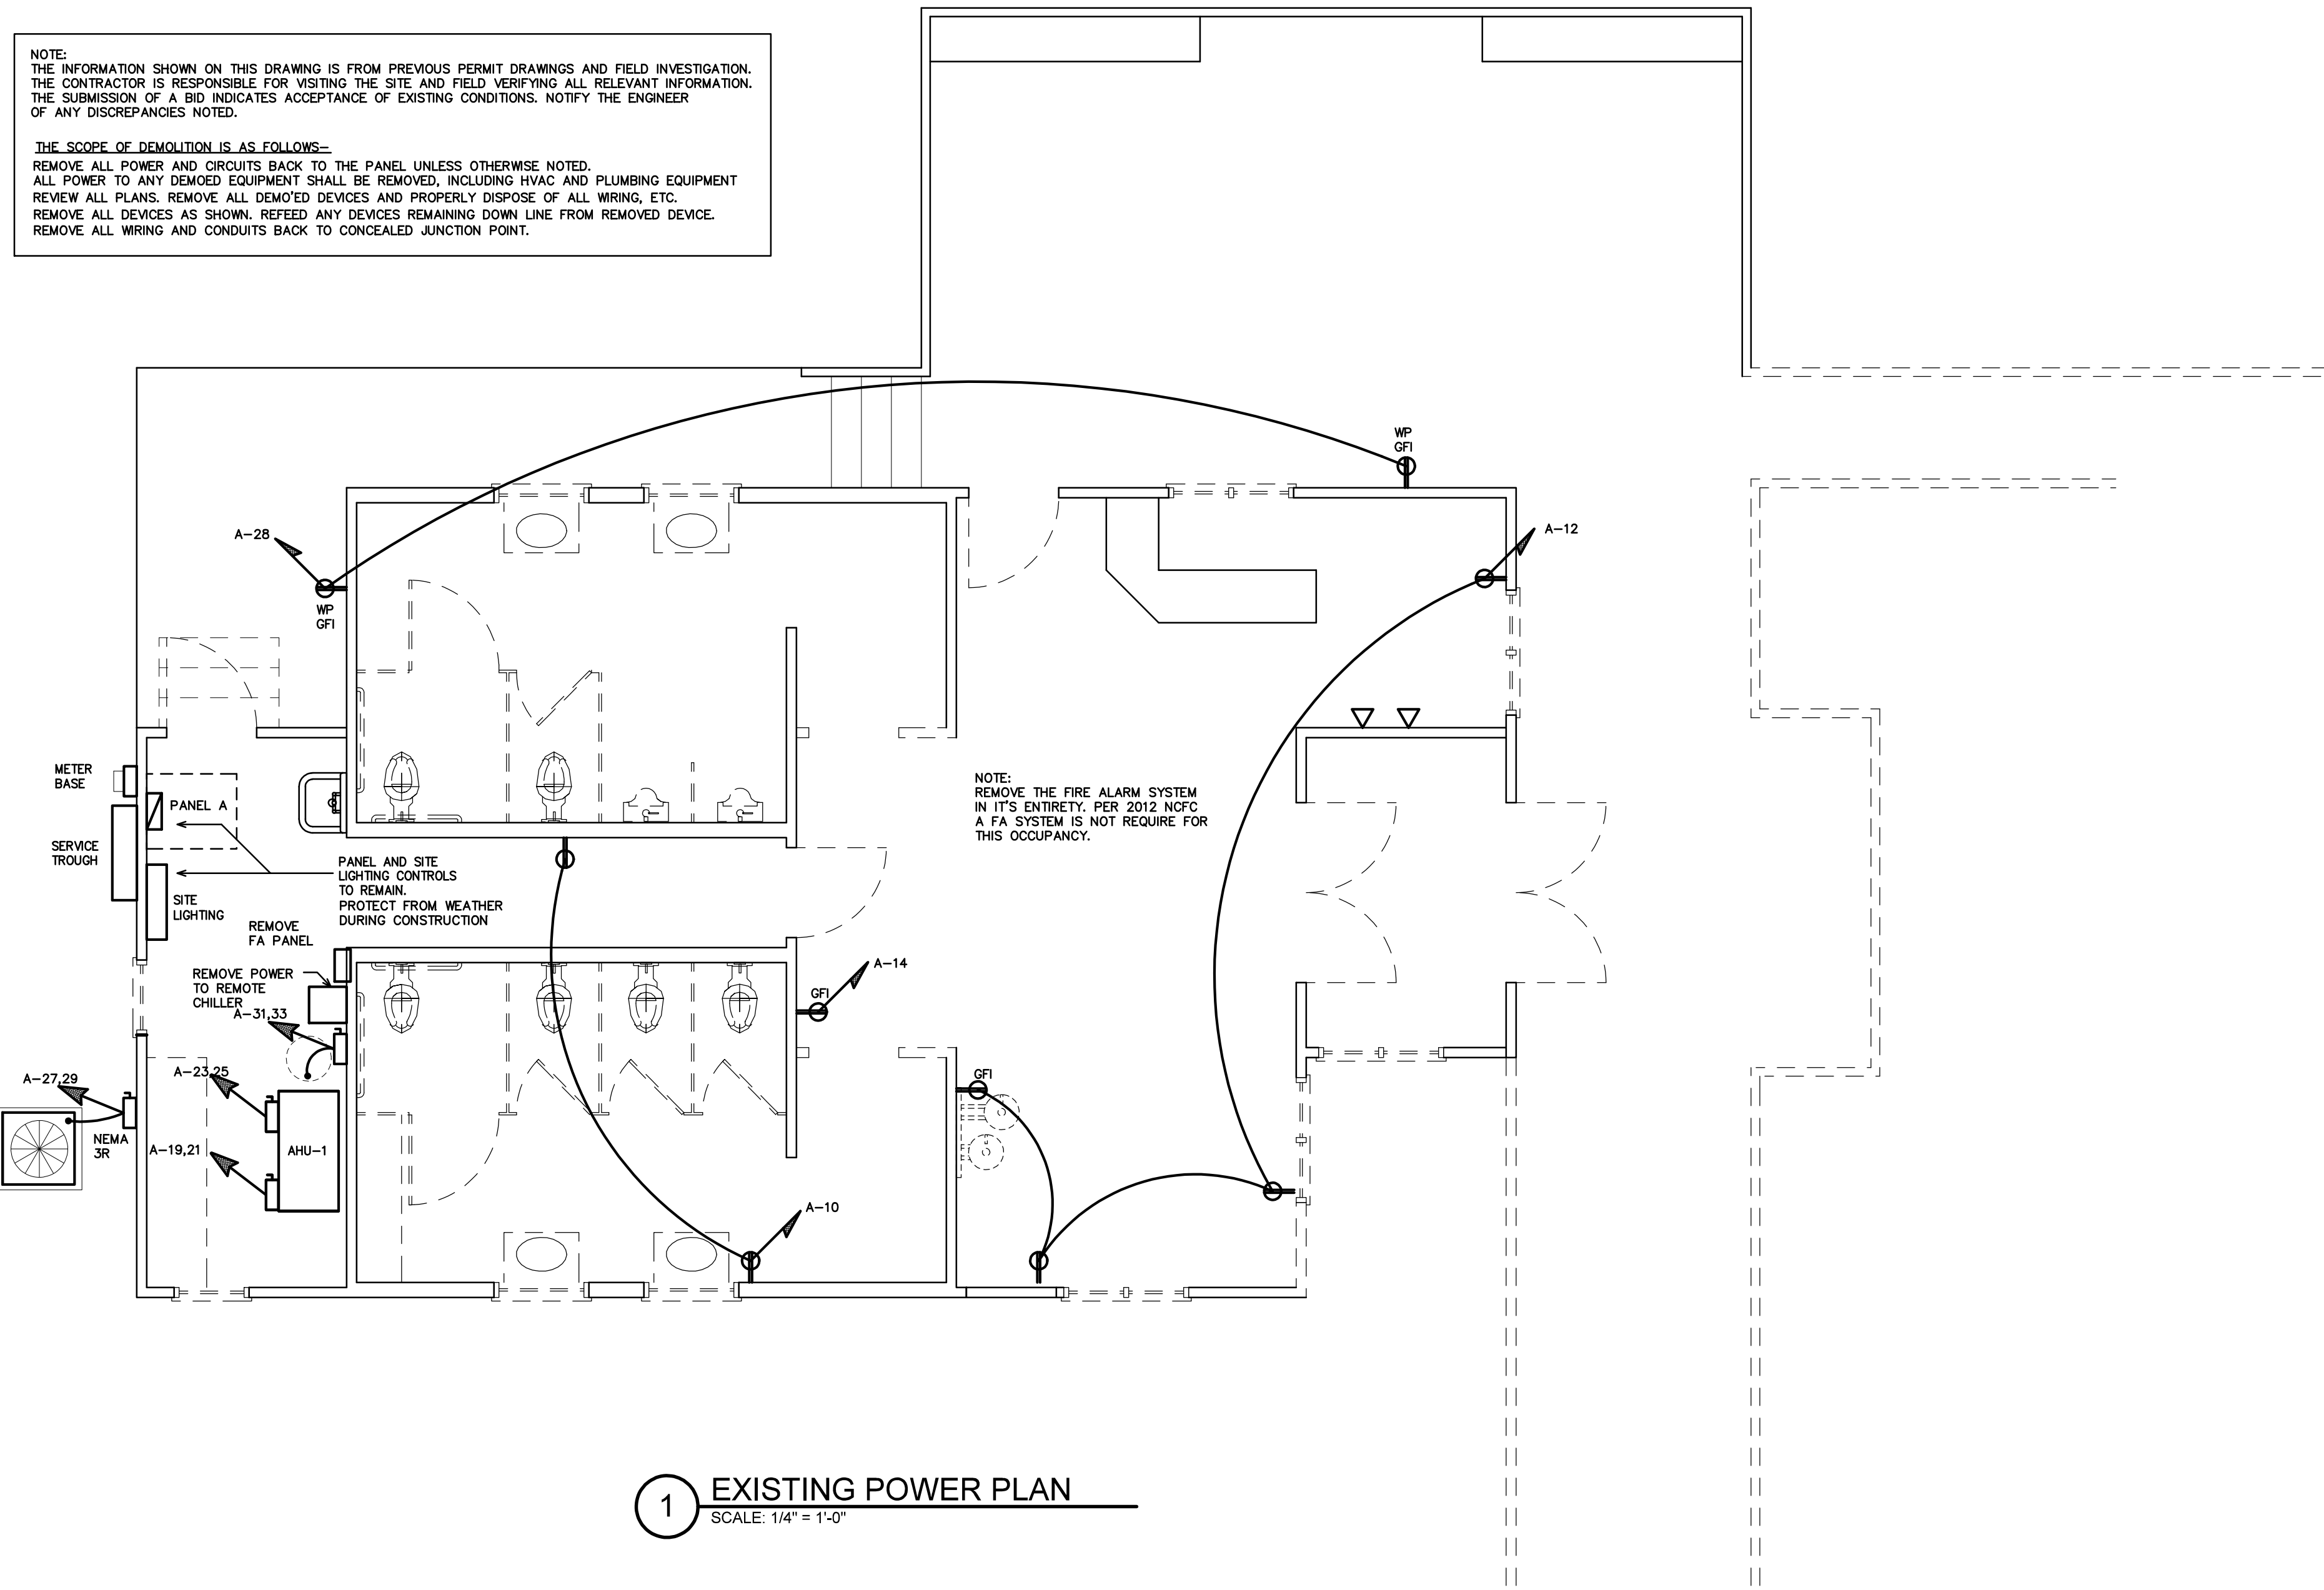 NOTE:
THE INFORMATION SHOWN ON THIS DRAWING IS FROM PREVIOUS PERMIT DRAWINGS AND FIELD INVESTIGATION.
THE CONTRACTOR IS RESPONSIBLE FOR VISITING THE SITE AND FIELD VERIFYING ALL RELEVANT INFORMATION.
THE SUBMISSION OF A BID INDICATES ACCEPTANCE OF EXISTING CONDITIONS. NOTIFY THE ENGINEER
OF ANY DISCREPANCIES NOTED.
THE SCOPE OF DEMOLITION IS AS FOLLOWS–
REMOVE ALL POWER AND CIRCUITS BACK TO THE PANEL UNLESS OTHERWISE NOTED.
ALL POWER TO ANY DEMOED EQUIPMENT SHALL BE REMOVED, INCLUDING HVAC AND PLUMBING EQUIPMENT
REVIEW ALL PLANS. REMOVE ALL DEMO'ED DEVICES AND PROPERLY DISPOSE OF ALL WIRING, ETC.
REMOVE ALL DEVICES AS SHOWN. REFEED ANY DEVICES REMAINING DOWN LINE FROM REMOVED DEVICE.
REMOVE ALL WIRING AND CONDUITS BACK TO CONCEALED JUNCTION POINT.
WP
GFI
A–28
A–12
WP
GFI
METER
BASE
PANEL A
SERVICE
TROUGH
NOTE:
REMOVE THE FIRE ALARM SYSTEM
IN IT'S ENTIRETY. PER 2012 NCFC
A FA SYSTEM IS NOT REQUIRE FOR
THIS OCCUPANCY.
PANEL AND SITE
LIGHTING CONTROLS
TO REMAIN.
PROTECT FROM WEATHER
DURING CONSTRUCTION
SITE
LIGHTING
REMOVE
FA PANEL
REMOVE POWER
TO REMOTE
CHILLER
A–31,33
A–14
GFI
A–27,29
A–23,25
GFI
NEMA
3R
A–19,21
AHU–1
A–10
1
EXISTING POWER PLAN
SCALE: 1/4" = 1'-0"